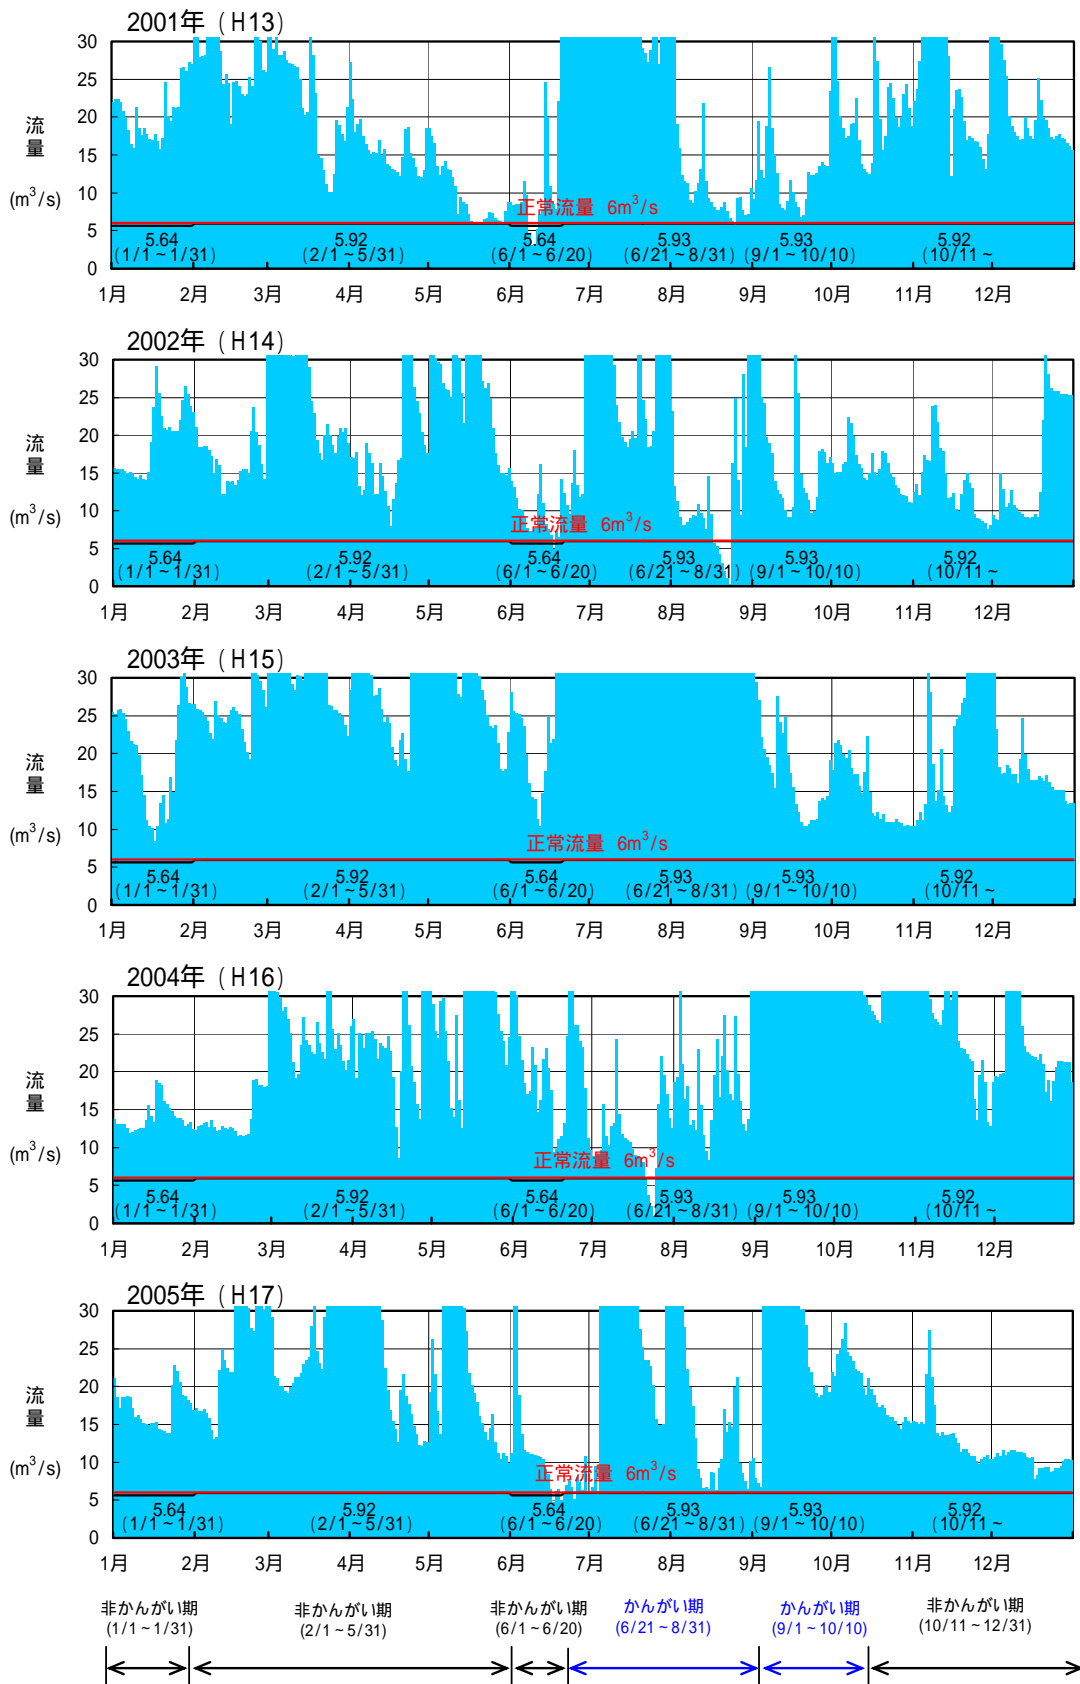 2001年（H13）
30
25
20
15
10
5
0
流量
(m³/s)
正常流量 6m³/s
5.64 5.92 5.64 5.93 5.93 5.92
(1/1～1/31) (2/1～5/31) (6/1～6/20) (6/21～8/31) (9/1～10/10) (10/11～
1月 2月 3月 4月 5月 6月 7月 8月 9月 10月 11月 12月
2002年（H14）
30
25
20
15
10
5
0
流量
(m³/s)
正常流量 6m³/s
5.64 5.92 5.64 5.93 5.93 5.92
(1/1～1/31) (2/1～5/31) (6/1～6/20) (6/21～8/31) (9/1～10/10) (10/11～
1月 2月 3月 4月 5月 6月 7月 8月 9月 10月 11月 12月
2003年（H15）
30
25
20
15
10
5
0
流量
(m³/s)
正常流量 6m³/s
5.64 5.92 5.64 5.93 5.93 5.92
(1/1～1/31) (2/1～5/31) (6/1～6/20) (6/21～8/31) (9/1～10/10) (10/11～
1月 2月 3月 4月 5月 6月 7月 8月 9月 10月 11月 12月
2004年（H16）
30
25
20
15
10
5
0
流量
(m³/s)
正常流量 6m³/s
5.64 5.92 5.64 5.93 5.93 5.92
(1/1～1/31) (2/1～5/31) (6/1～6/20) (6/21～8/31) (9/1～10/10) (10/11～
1月 2月 3月 4月 5月 6月 7月 8月 9月 10月 11月 12月
2005年（H17）
30
25
20
15
10
5
0
流量
(m³/s)
正常流量 6m³/s
5.64 5.92 5.64 5.93 5.93 5.92
(1/1～1/31) (2/1～5/31) (6/1～6/20) (6/21～8/31) (9/1～10/10) (10/11～
1月 2月 3月 4月 5月 6月 7月 8月 9月 10月 11月 12月
非かんがい期 非かんがい期 非かんがい期 かんがい期 かんがい期 非かんがい期
(1/1～1/31) (2/1～5/31) (6/1～6/20) (6/21～8/31) (9/1～10/10) (10/11～12/31)